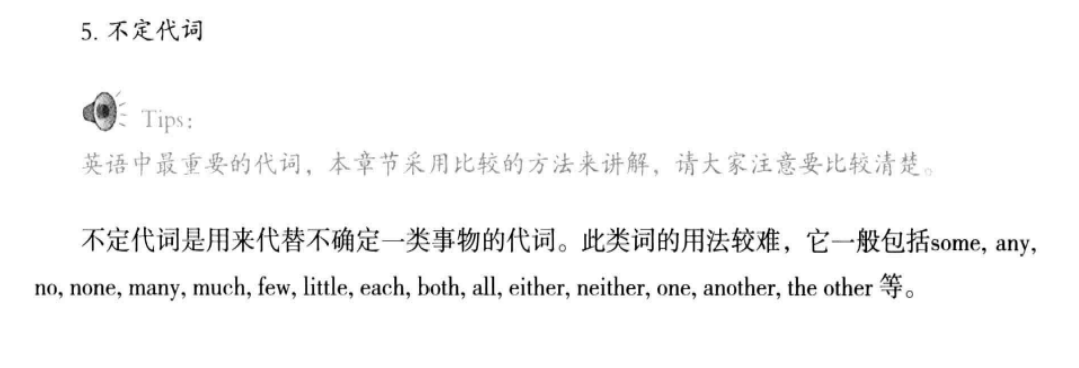 5. 不定代词
Tips:
英语中最重要的代词，本章节采用比较的方法来讲解，请大家注意要比较清楚。
不定代词是用来代替不确定一类事物的代词。此类词的用法较难，它一般包括some, any,
no, none, many, much, few, little, each, both, all, either, neither, one, another, the other 等。